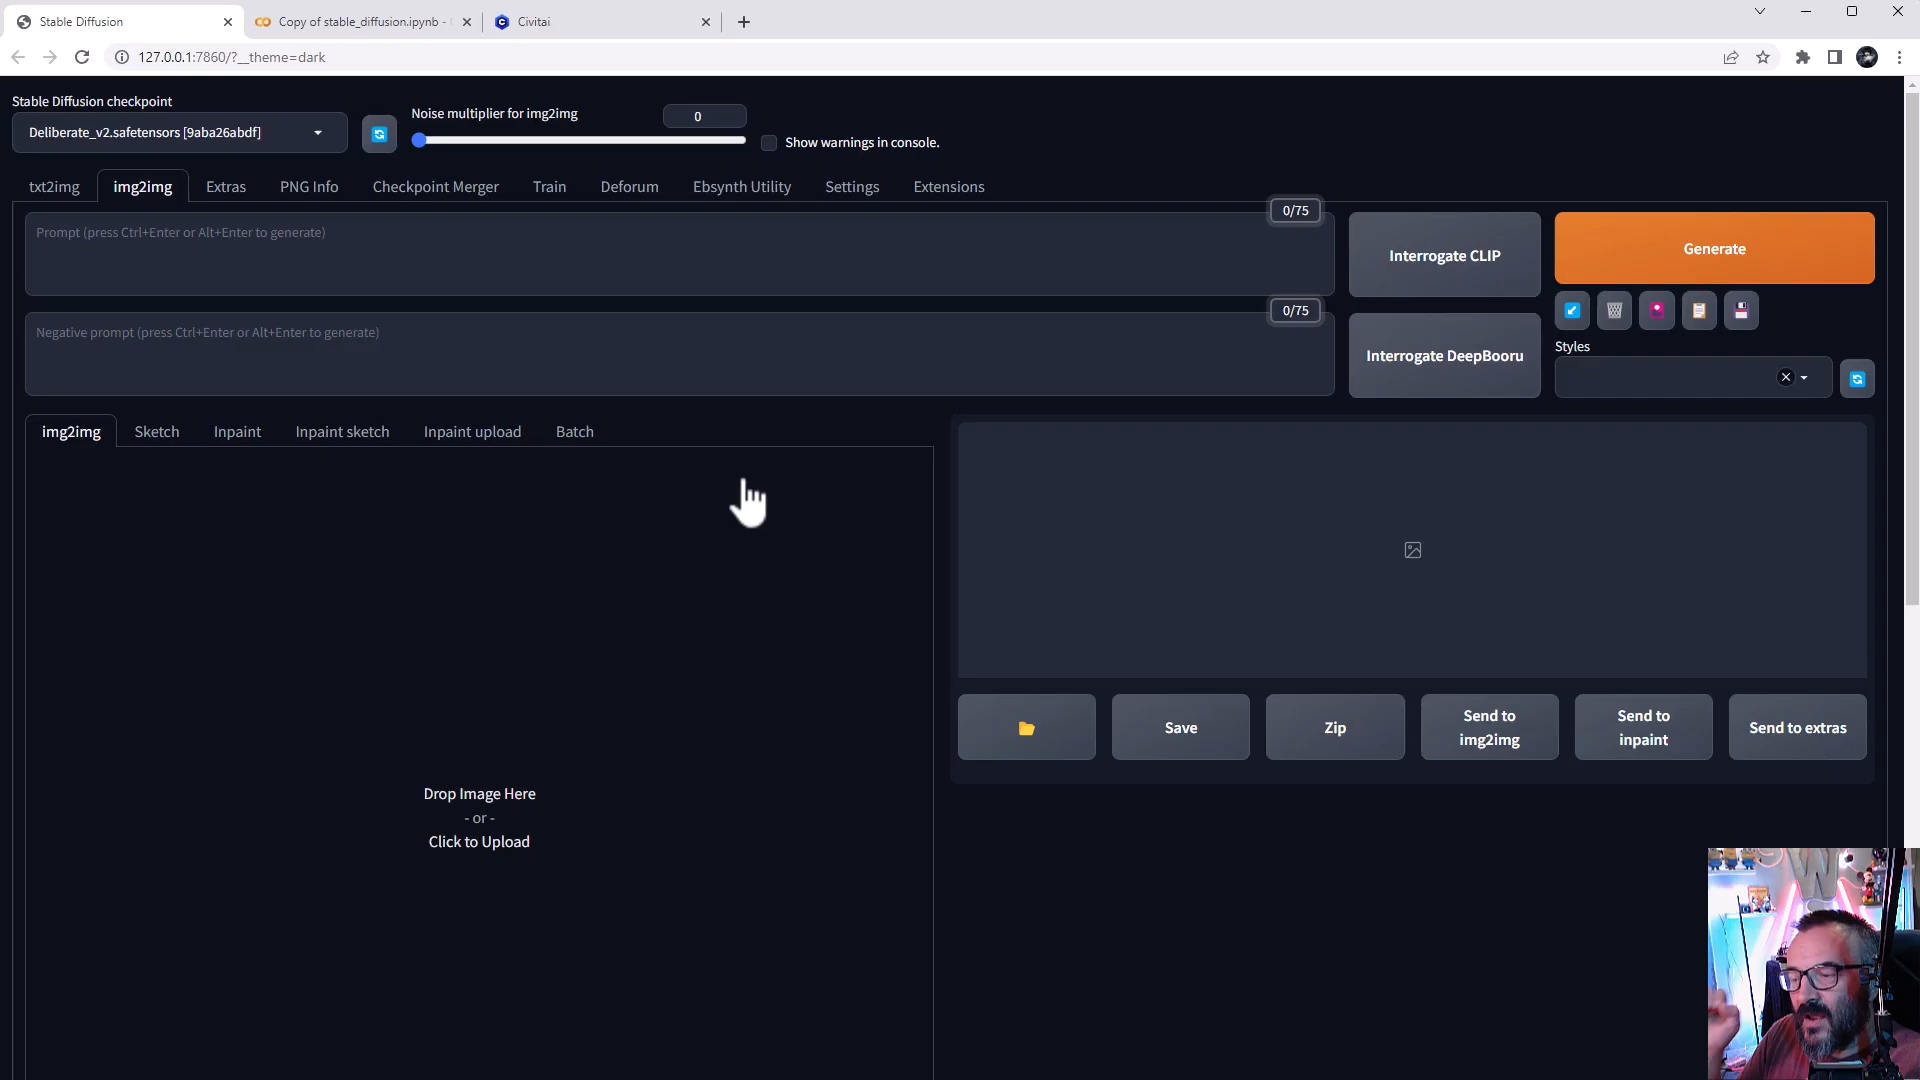 Stable Diffusion
Copy of stable_diffusion.ipynb -
Civitai
127.0.0.1:7860/?__theme=dark
Stable Diffusion checkpoint
Deliberate_v2.safetensors [9aba26abdf]
Noise multiplier for img2img
0
Show warnings in console.
txt2img
img2img
Extras
PNG Info
Checkpoint Merger
Train
Deforum
Ebsynth Utility
Settings
Extensions
0/75
Prompt (press Ctrl+Enter or Alt+Enter to generate)
Interrogate CLIP
Generate
0/75
Negative prompt (press Ctrl+Enter or Alt+Enter to generate)
Interrogate DeepBooru
Styles
img2img
Sketch
Inpaint
Inpaint sketch
Inpaint upload
Batch
Drop Image Here
- or -
Click to Upload
Save
Zip
Send to
img2img
Send to
inpaint
Send to extras